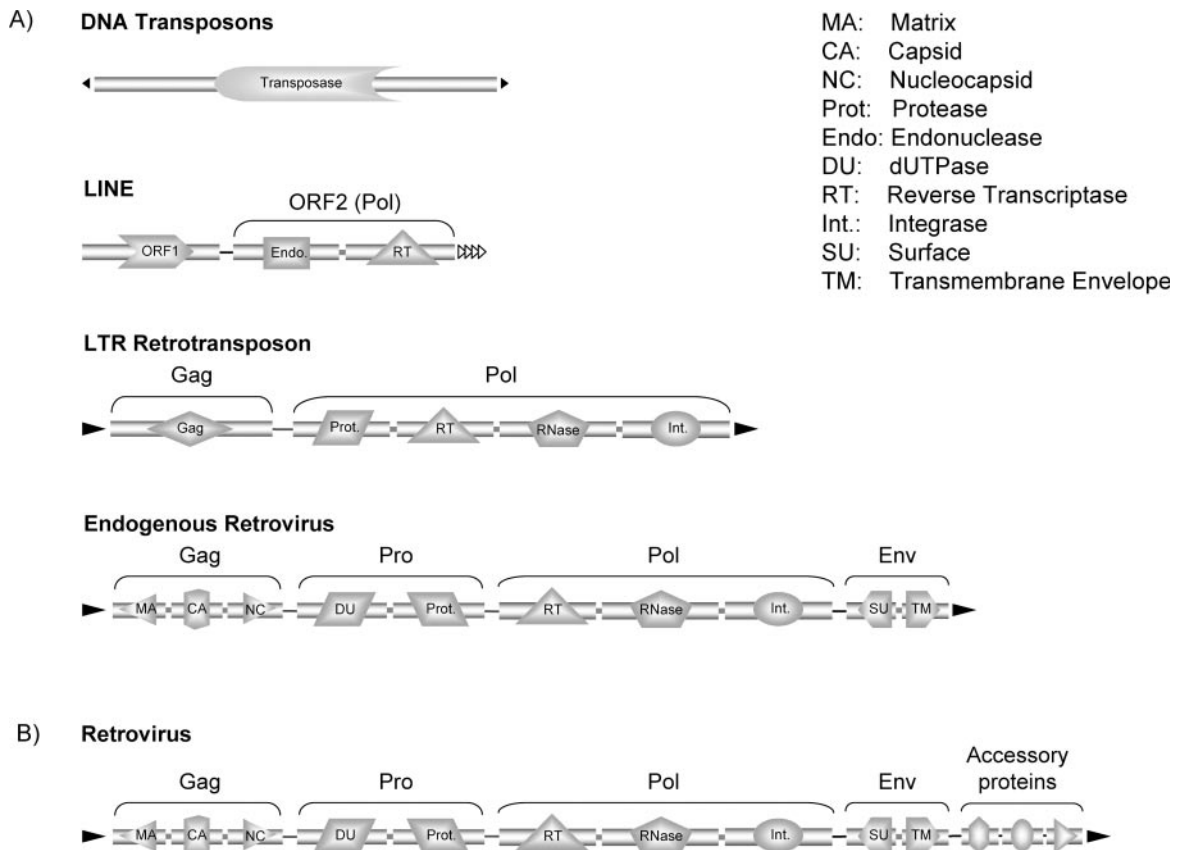 A) DNA Transposons
Transposase
LINE
ORF2 (Pol)
ORF1 Endo. RT
LTR Retrotransposon
Gag Pol
Gag Prot. RT RNase Int.
Endogenous Retrovirus
Gag Pro Pol Env
MA CA NC DU Prot. RT RNase Int. SU TM
B) Retrovirus
Gag Pro Pol Env Accessory
proteins
MA CA NC DU Prot. RT RNase Int. SU TM
MA: Matrix
CA: Capsid
NC: Nucleocapsid
Prot: Protease
Endo: Endonuclease
DU: dUTPase
RT: Reverse Transcriptase
Int.: Integrase
SU: Surface
TM: Transmembrane Envelope